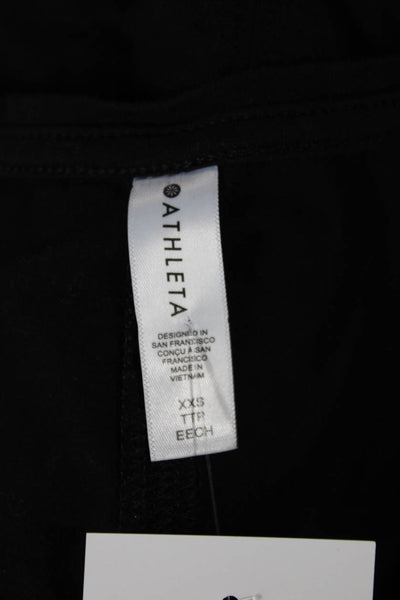 ATHLETA
DESIGNED IN
SAN FRANCISCO
CONÇU À SAN
FRANCISCO
MADE IN
VIETNAM
XXS
TTP
EECH